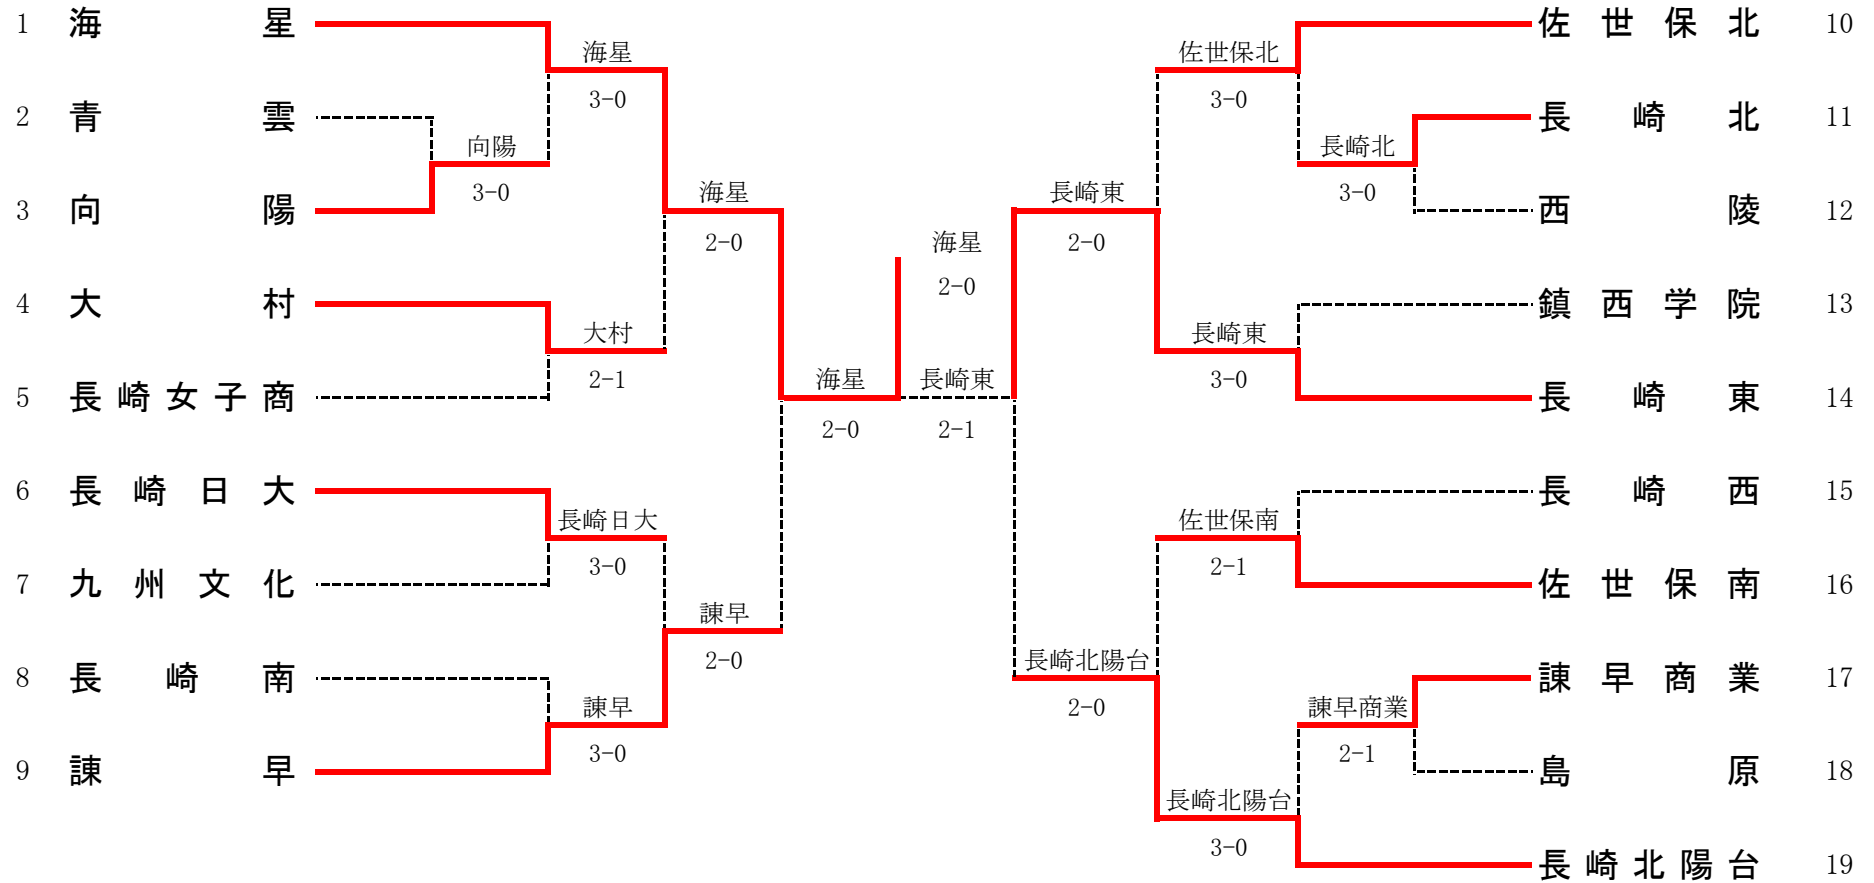 1 海星
海星
3-0
2 青雲
向陽
3-0
3 向陽
海星
2-0
4 大村
大村
2-1
5 長崎女子商
海星
2-0
6 長崎日大
長崎日大
3-0
7 九州文化
諫早
2-0
8 長崎南
諫早
3-0
9 諫早
海星
2-0
長崎東
2-1
佐世保北 10
佐世保北
3-0
長崎北 11
長崎北
3-0
西陵 12
長崎東
2-0
鎮西学院 13
長崎東
3-0
長崎東 14
長崎西 15
佐世保南
2-1
佐世保南 16
長崎北陽台
2-0
諫早商業 17
諫早商業
2-1
島原 18
長崎北陽台
3-0
長崎北陽台 19